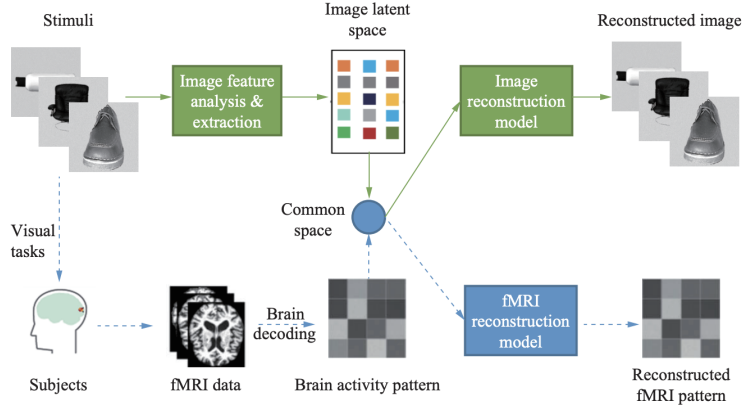 Stimuli
Image latent
space
Reconstructed image
Image feature
analysis &
extraction
Image
reconstruction
model
Common
space
Visual
tasks
Brain
decoding
fMRI
reconstruction
model
Subjects
fMRI data
Brain activity pattern
Reconstructed
fMRI pattern